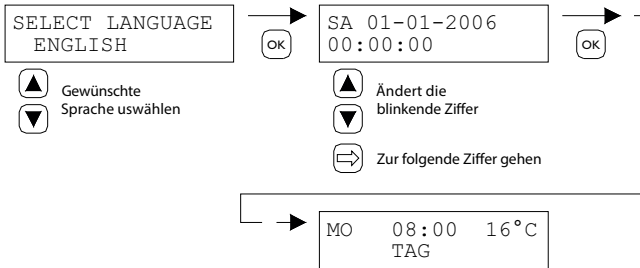 SELECT LANGUAGE
ENGLISH
OK
SA 01-01-2006
00:00:00
OK
Gewünschte
Sprache uswählen
Ändert die
blinkende Ziffer
Zur folgende Ziffer gehen
MO 08:00 16°C
TAG